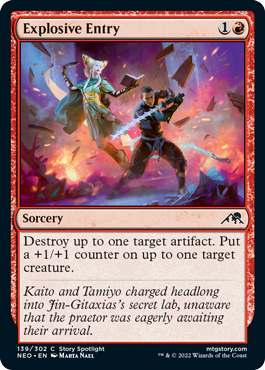 Explosive Entry 1
Sorcery
Destroy up to one target artifact. Put
a +1/+1 counter on up to one target
creature.
Kaito and Tamiyo charged headlong
into Jin-Gitaxias's secret lab, unaware
that the praetor was eagerly awaiting
their arrival.
139/302 C Story Spotlight mtgstory.com
NEO • EN Marta Nael ™ & © 2022 Wizards of the Coast